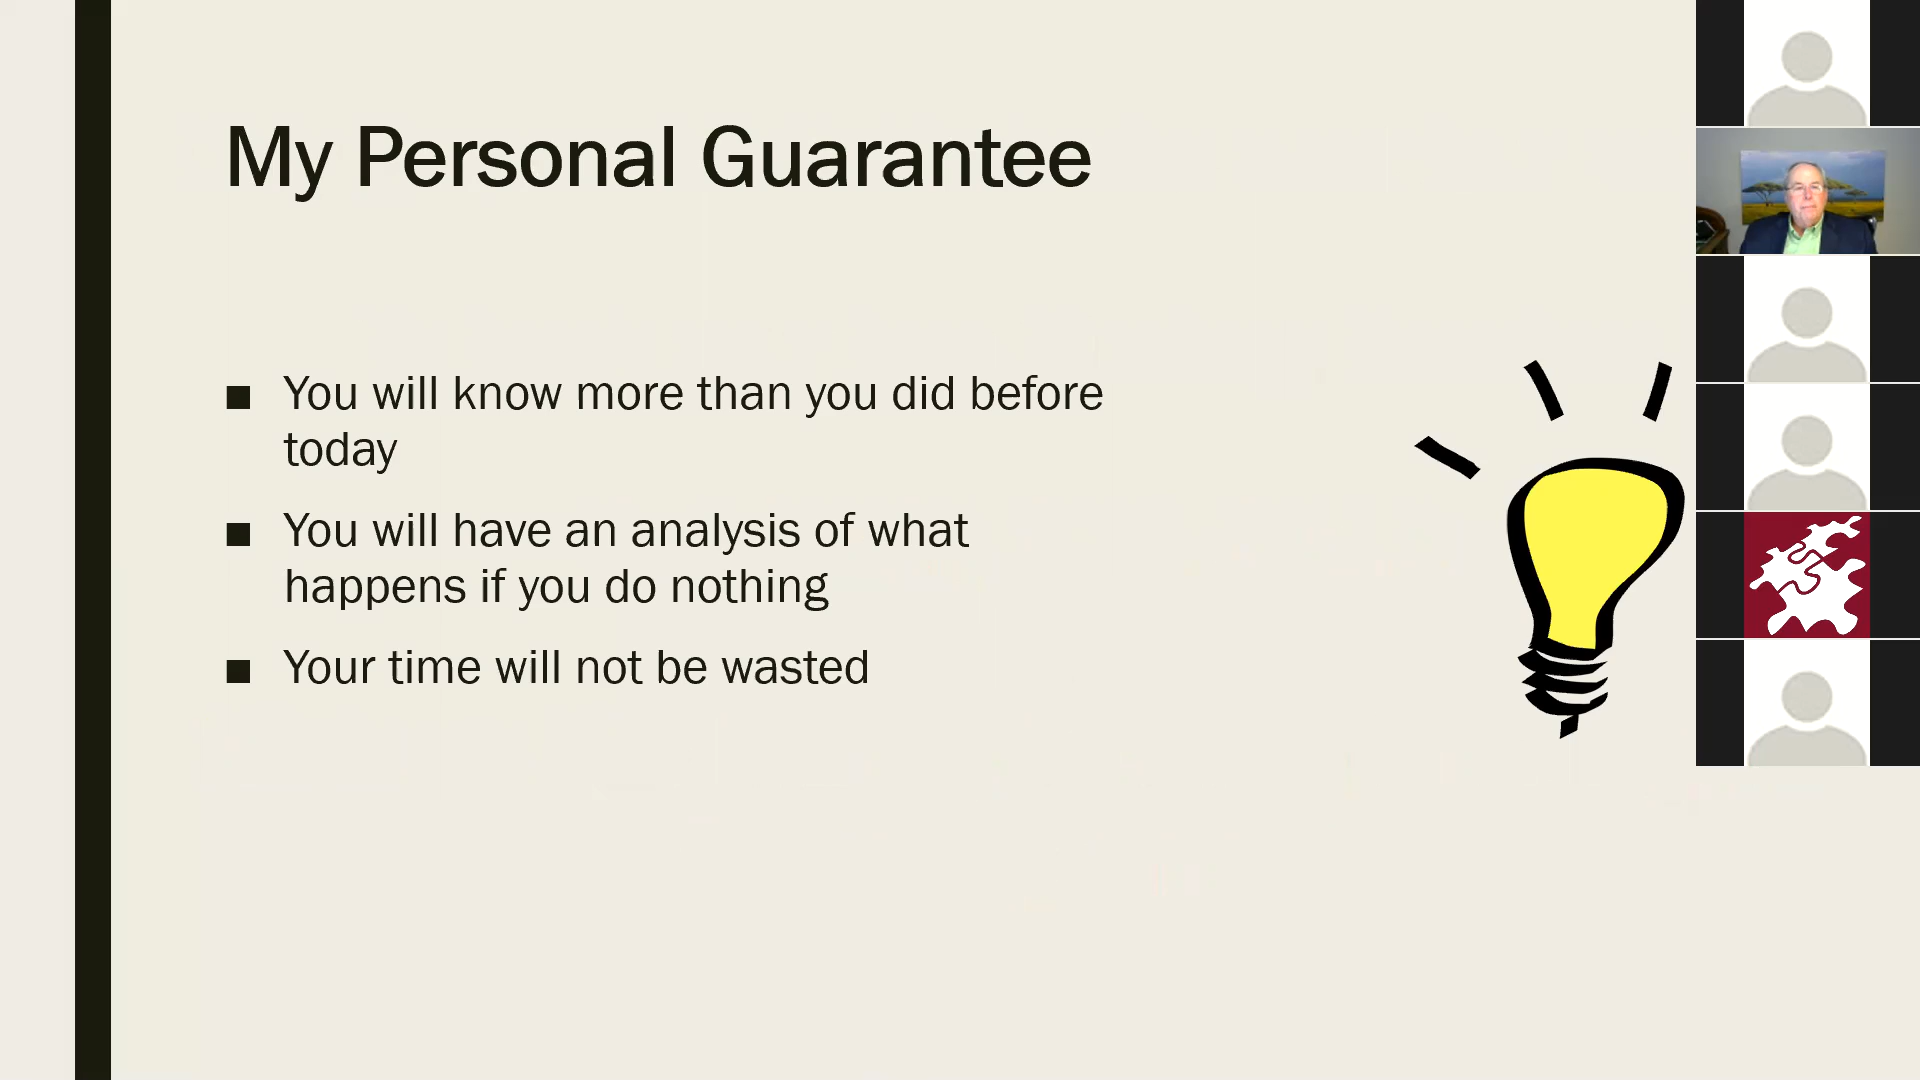 My Personal Guarantee
■ You will know more than you did before
today
■ You will have an analysis of what
happens if you do nothing
■ Your time will not be wasted